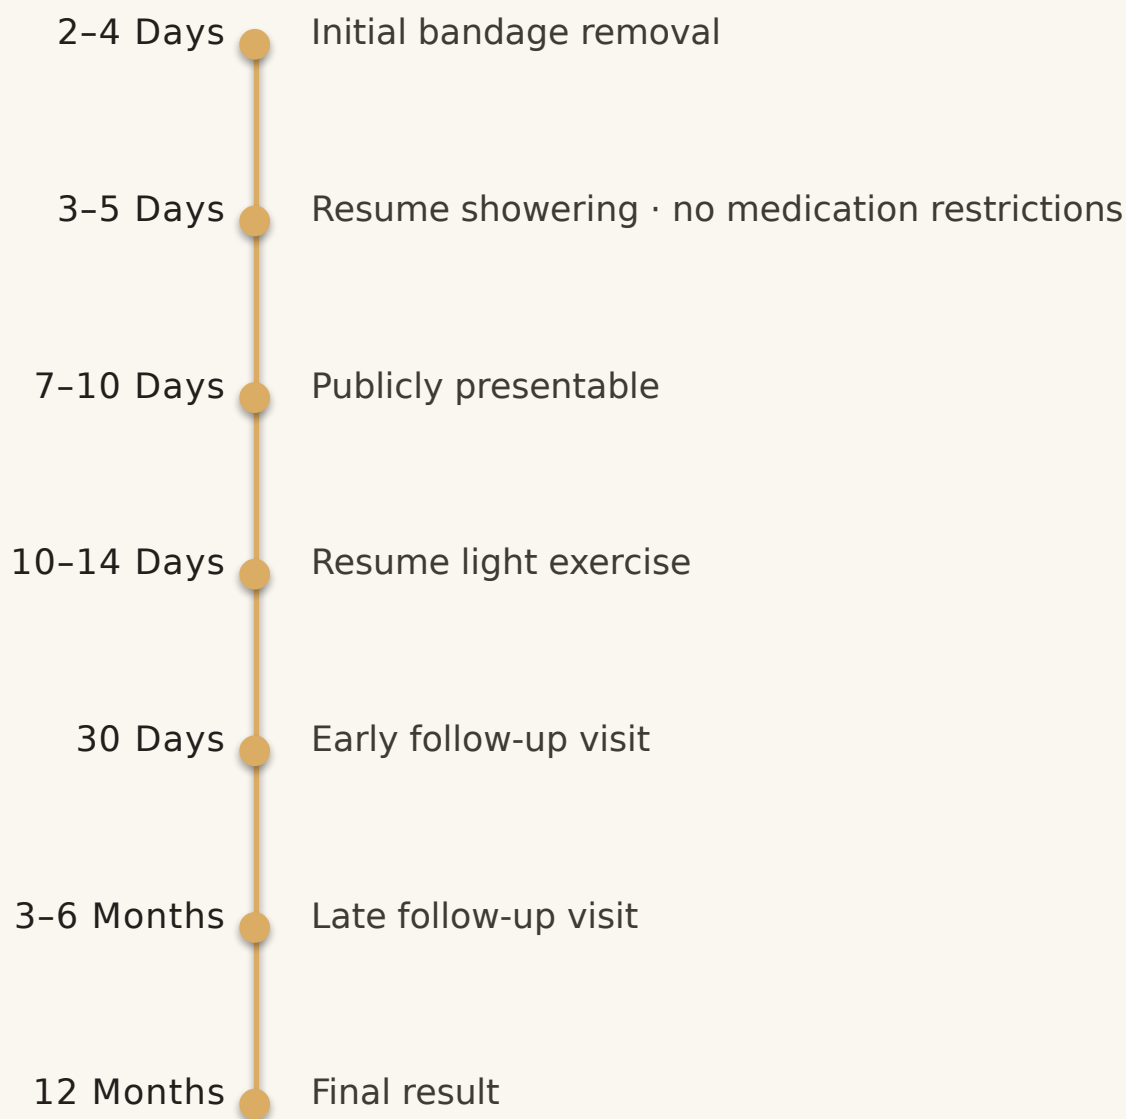 2–4 Days Initial bandage removal
3–5 Days Resume showering · no medication restrictions
7–10 Days Publicly presentable
10–14 Days Resume light exercise
30 Days Early follow-up visit
3–6 Months Late follow-up visit
12 Months Final result